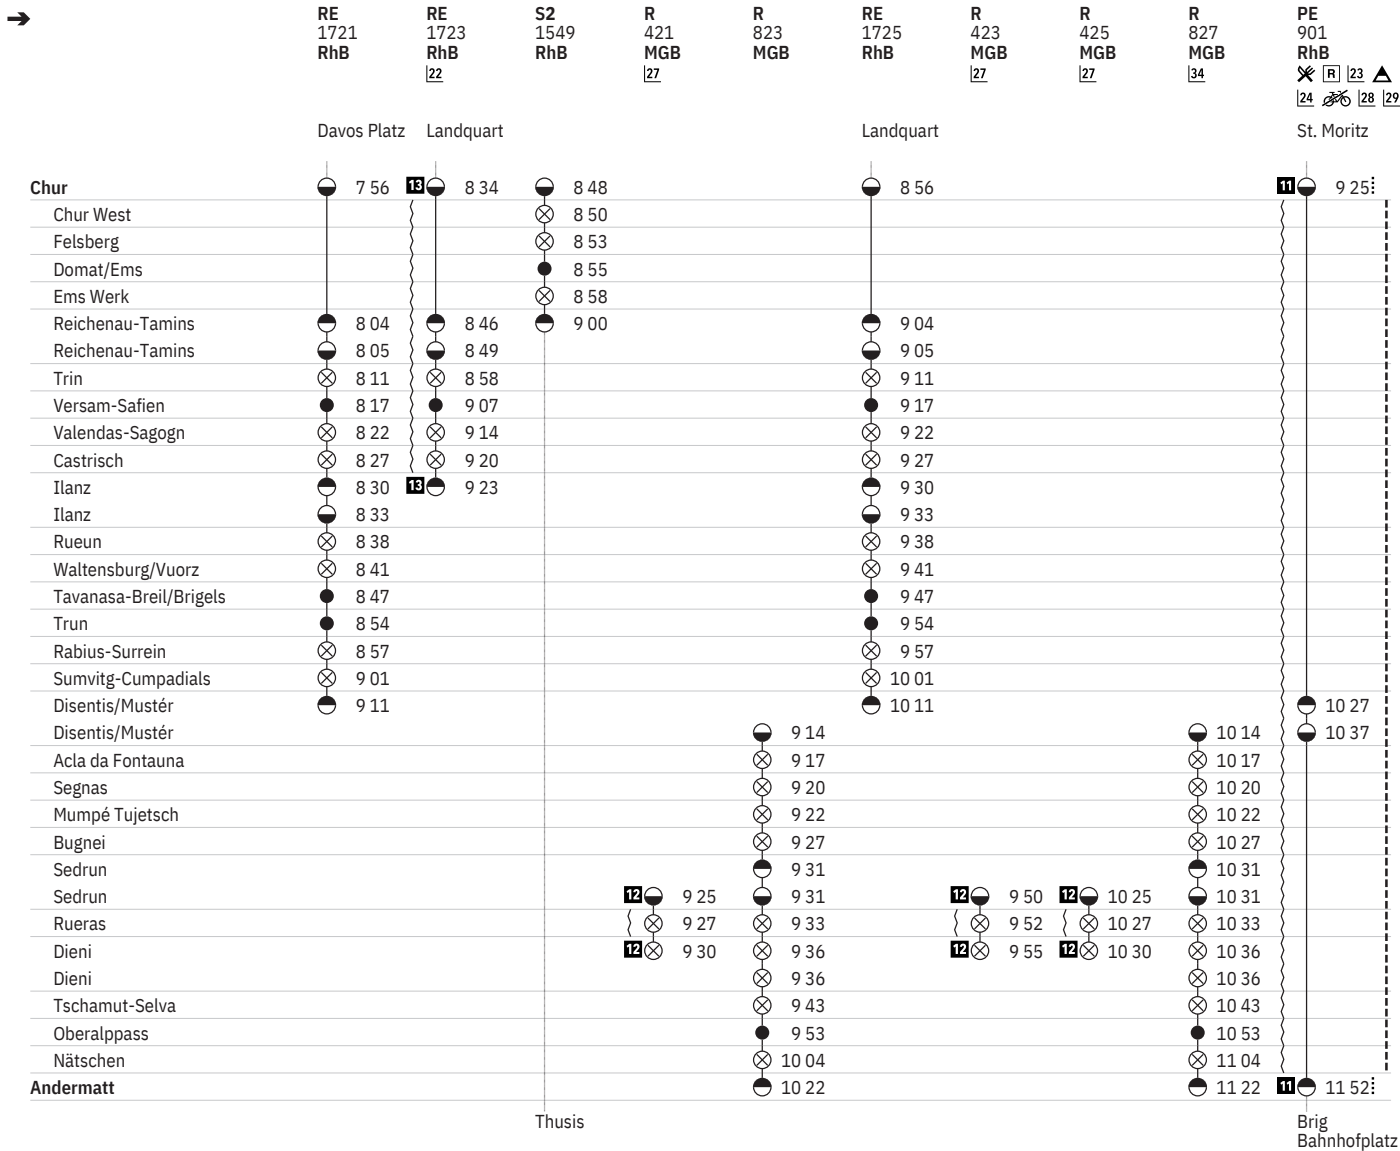 ➔ RE RE S2 R R RE R R R PE
1721 1723 1549 421 823 1725 423 425 827 901
RhB RhB RhB MGB MGB RhB MGB MGB MGB RhB
22 27 27 27 34 R 23
24 28 29
Davos Platz Landquart Landquart St. Moritz
Chur 7 56 13 8 34 8 48 8 56 11 9 25
Chur West 8 50
Felsberg 8 53
Domat/Ems 8 55
Ems Werk 8 58
Reichenau-Tamins 8 04 8 46 9 00 9 04
Reichenau-Tamins 8 05 8 49 9 05
Trin 8 11 8 58 9 11
Versam-Safien 8 17 9 07 9 17
Valendas-Sagogn 8 22 9 14 9 22
Castrisch 8 27 9 20 9 27
Ilanz 8 30 13 9 23 9 30
Ilanz 8 33 9 33
Rueun 8 38 9 38
Waltensburg/Vuorz 8 41 9 41
Tavanasa-Breil/Brigels 8 47 9 47
Trun 8 54 9 54
Rabius-Surrein 8 57 9 57
Sumvitg-Cumpadials 9 01 10 01
Disentis/Mustér 9 11 10 11 10 27
Disentis/Mustér 9 14 10 14 10 37
Acla da Fontauna 9 17 10 17
Segnas 9 20 10 20
Mumpé Tujetsch 9 22 10 22
Bugnei 9 27 10 27
Sedrun 9 31 10 31
Sedrun 12 9 25 9 31 12 9 50 12 10 25 10 31
Rueras 9 27 9 33 9 52 10 27 10 33
Dieni 12 9 30 9 36 12 9 55 12 10 30 10 36
Dieni 9 36 10 36
Tschamut-Selva 9 43 10 43
Oberalppass 9 53 10 53
Nätschen 10 04 11 04
Andermatt 10 22 11 22 11 11 52
Thusis Brig
Bahnhofplatz